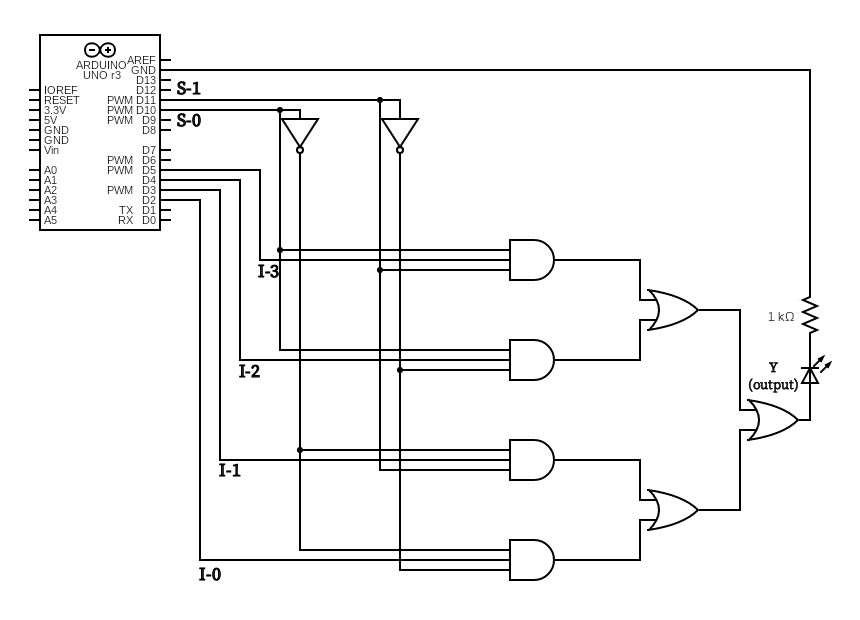 ARDUINO
UNO r3
AREF
GND
D13
IOREF
D12
S-1
RESET
PWM D11
3.3V
PWM D10
5V
PWM D9
S-0
GND
D8
GND
Vin
D7
PWM D6
A0
PWM D5
A1
D4
A2
PWM D3
A3
D2
A4
TX D1
A5
RX D0
I-3
1 kΩ
I-2
Y
(output)
I-1
I-0